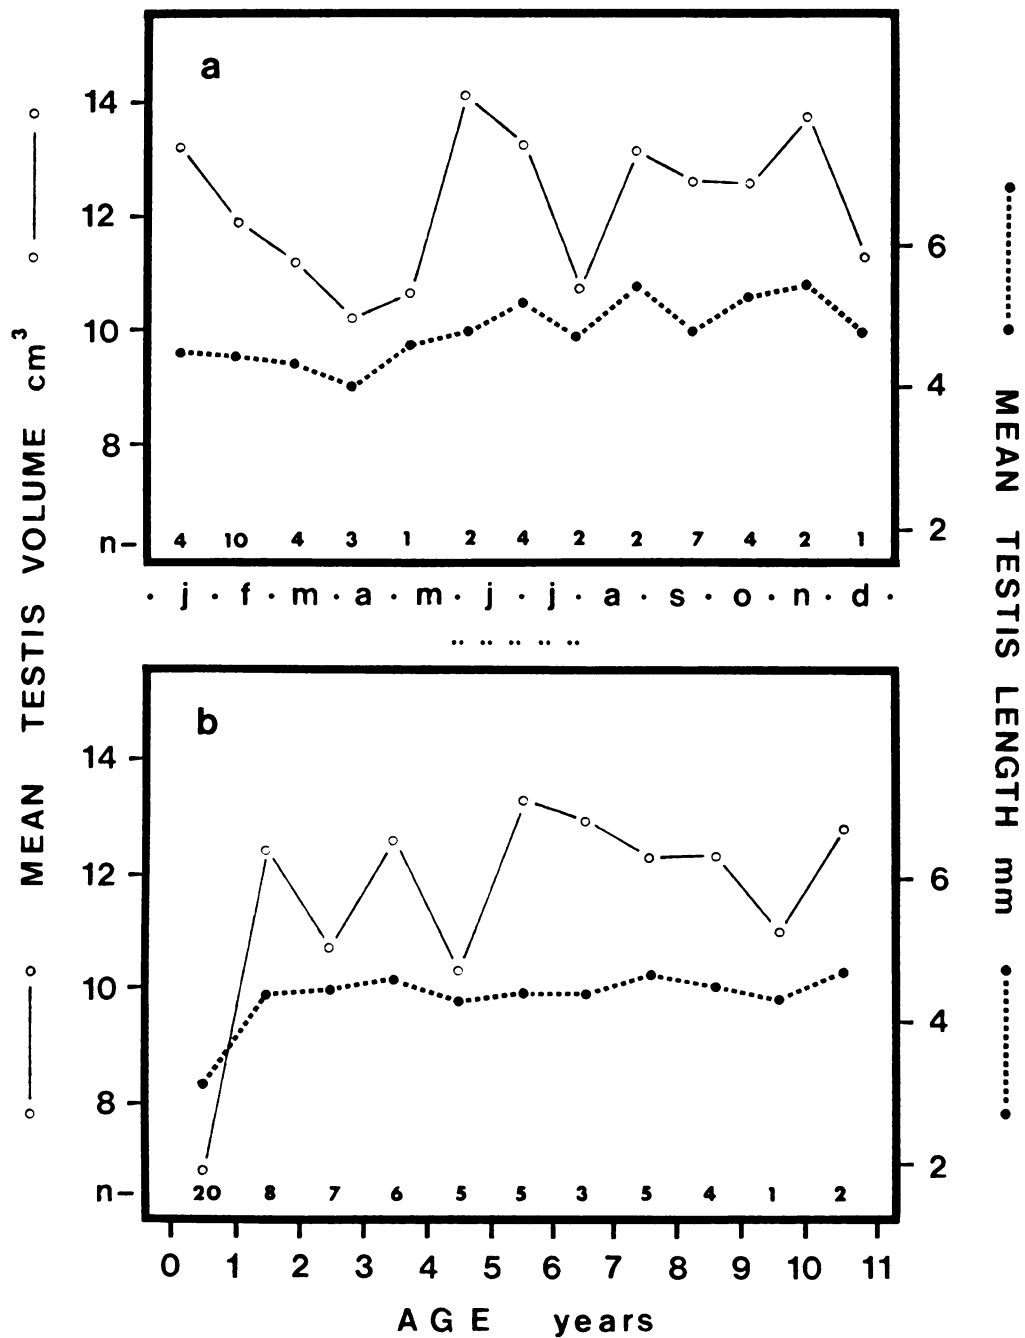 a
14
12
10
8
6
4
2
n– 4 10 4 3 1 2 4 2 2 7 4 2 1
· j · f · m · a · m · j · j · a · s · o · n · d ·
b
14
12
10
8
6
4
2
n– 20 8 7 6 5 5 3 5 4 1 2
0 1 2 3 4 5 6 7 8 9 10 11
AGE years
MEAN TESTIS VOLUME cm³
MEAN TESTIS LENGTH mm